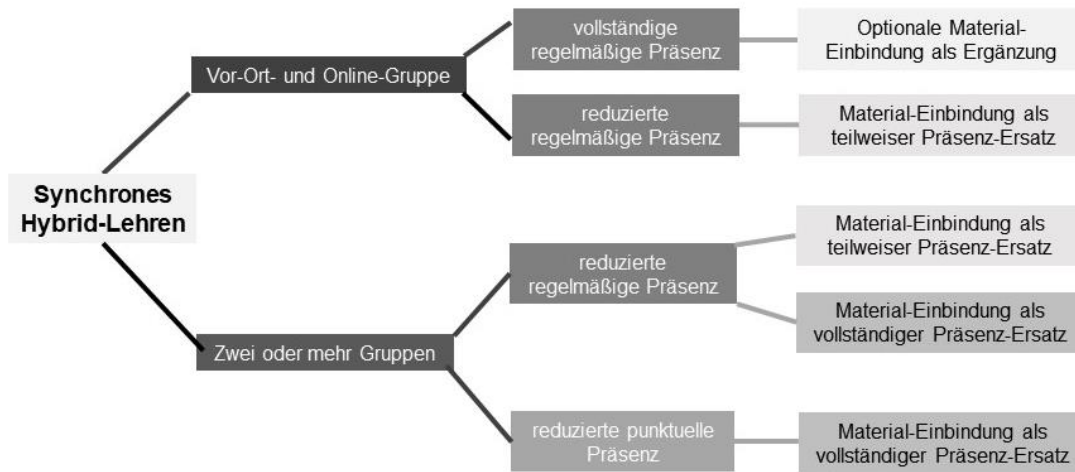 Synchrones
Hybrid-Lehren
Vor-Ort- und Online-Gruppe
vollständige
regelmäßige Präsenz
Optionale Material-
Einbindung als Ergänzung
reduzierte
regelmäßige Präsenz
Material-Einbindung als
teilweiser Präsenz-Ersatz
Zwei oder mehr Gruppen
reduzierte
regelmäßige Präsenz
Material-Einbindung als
teilweiser Präsenz-Ersatz
Material-Einbindung als
vollständiger Präsenz-Ersatz
reduzierte punktuelle
Präsenz
Material-Einbindung als
vollständiger Präsenz-Ersatz